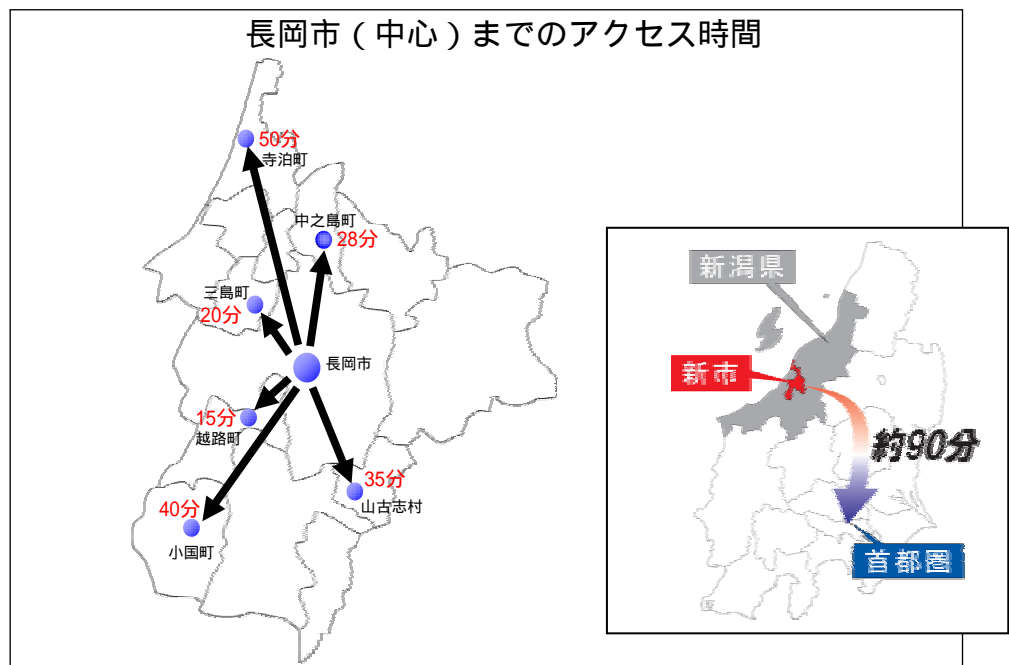 長岡市（中心）までのアクセス時間
50分
寺泊町
中之島町
28分
三島町
20分
長岡市
15分
越路町
35分
山古志村
40分
小国町
新潟県
新市
約90分
首都圏